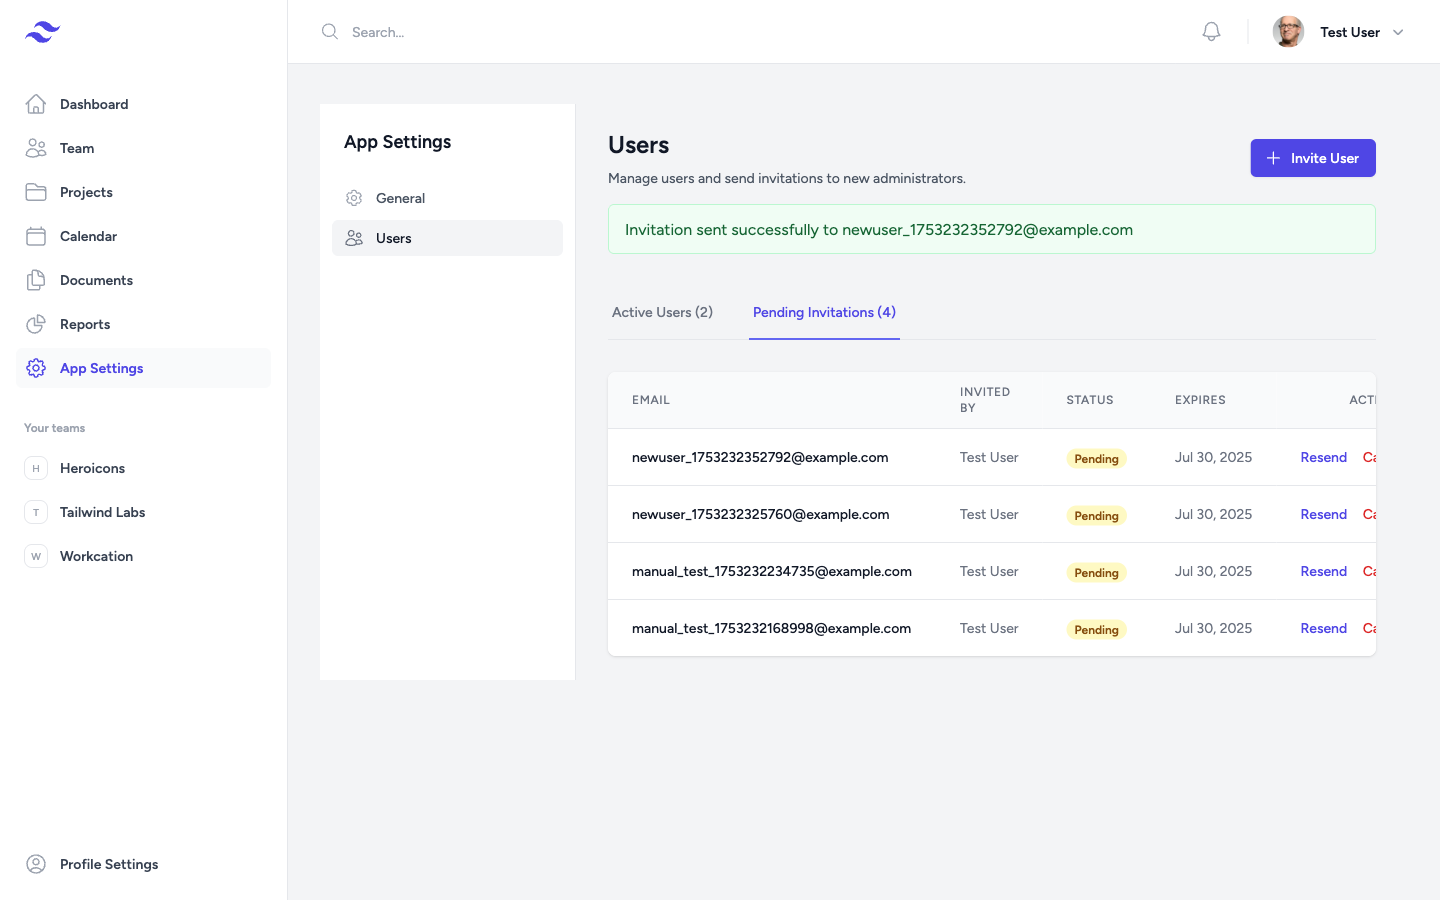 Dashboard
Team
Projects
Calendar
Documents
Reports
App Settings
Your teams
H Heroicons
T Tailwind Labs
W Workcation
Profile Settings
Search...
Test User
App Settings
General
Users
Users
Manage users and send invitations to new administrators.
Invite User
Invitation sent successfully to newuser_1753232352792@example.com
Active Users (2) Pending Invitations (4)
EMAIL INVITED BY STATUS EXPIRES ACTI
newuser_1753232352792@example.com Test User Pending Jul 30, 2025 Resend Ca
newuser_1753232325760@example.com Test User Pending Jul 30, 2025 Resend Ca
manual_test_1753232234735@example.com Test User Pending Jul 30, 2025 Resend Ca
manual_test_1753232168998@example.com Test User Pending Jul 30, 2025 Resend Ca